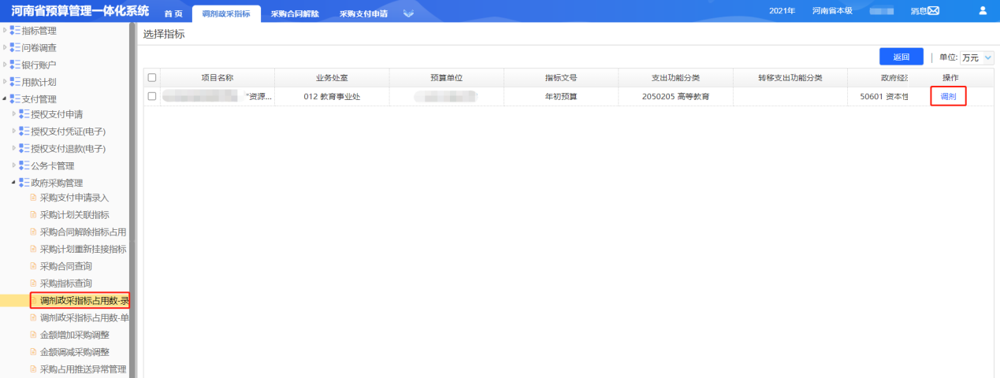 河南省预算管理一体化系统 首页 调剂政采指标 采购合同解除 采购支付申请 2021年 河南省本级 消息
指标管理
问卷调查
银行账户
用款计划
支付管理
授权支付申请
授权支付凭证(电子)
授权支付退款(电子)
公务卡管理
政府采购管理
采购支付申请录入
采购计划关联指标
采购合同解除指标占用
采购计划重新挂接指标
采购合同查询
采购指标查询
调剂政采指标占用数-录
调剂政采指标占用数-单
金额增加采购调整
金额调减采购调整
采购占用推送异常管理
选择指标
返回 | 单位: 万元
项目名称 业务处室 预算单位 指标文号 支出功能分类 转移支出功能分类 政府经济 操作
"资源... 012 教育事业处 年初预算 2050205 高等教育 50601 资本性 调剂